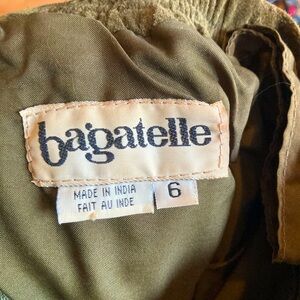 bagatelle
MADE IN INDIA
FAIT AU INDE
6